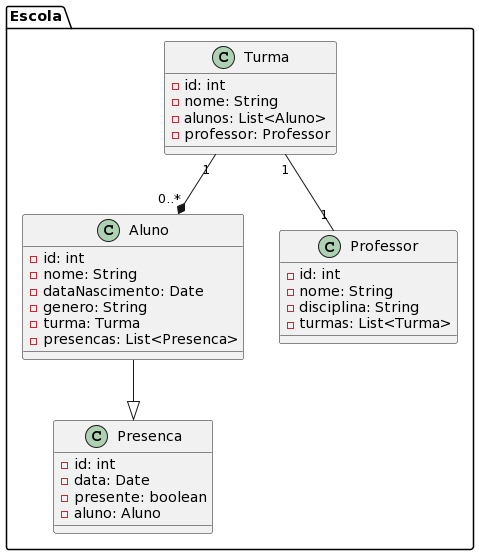 Escola
C Turma
id: int
nome: String
alunos: List<Aluno>
professor: Professor
1
1
0..*
1
C Aluno
id: int
nome: String
dataNascimento: Date
genero: String
turma: Turma
presencas: List<Presenca>
C Professor
id: int
nome: String
disciplina: String
turmas: List<Turma>
C Presenca
id: int
data: Date
presente: boolean
aluno: Aluno